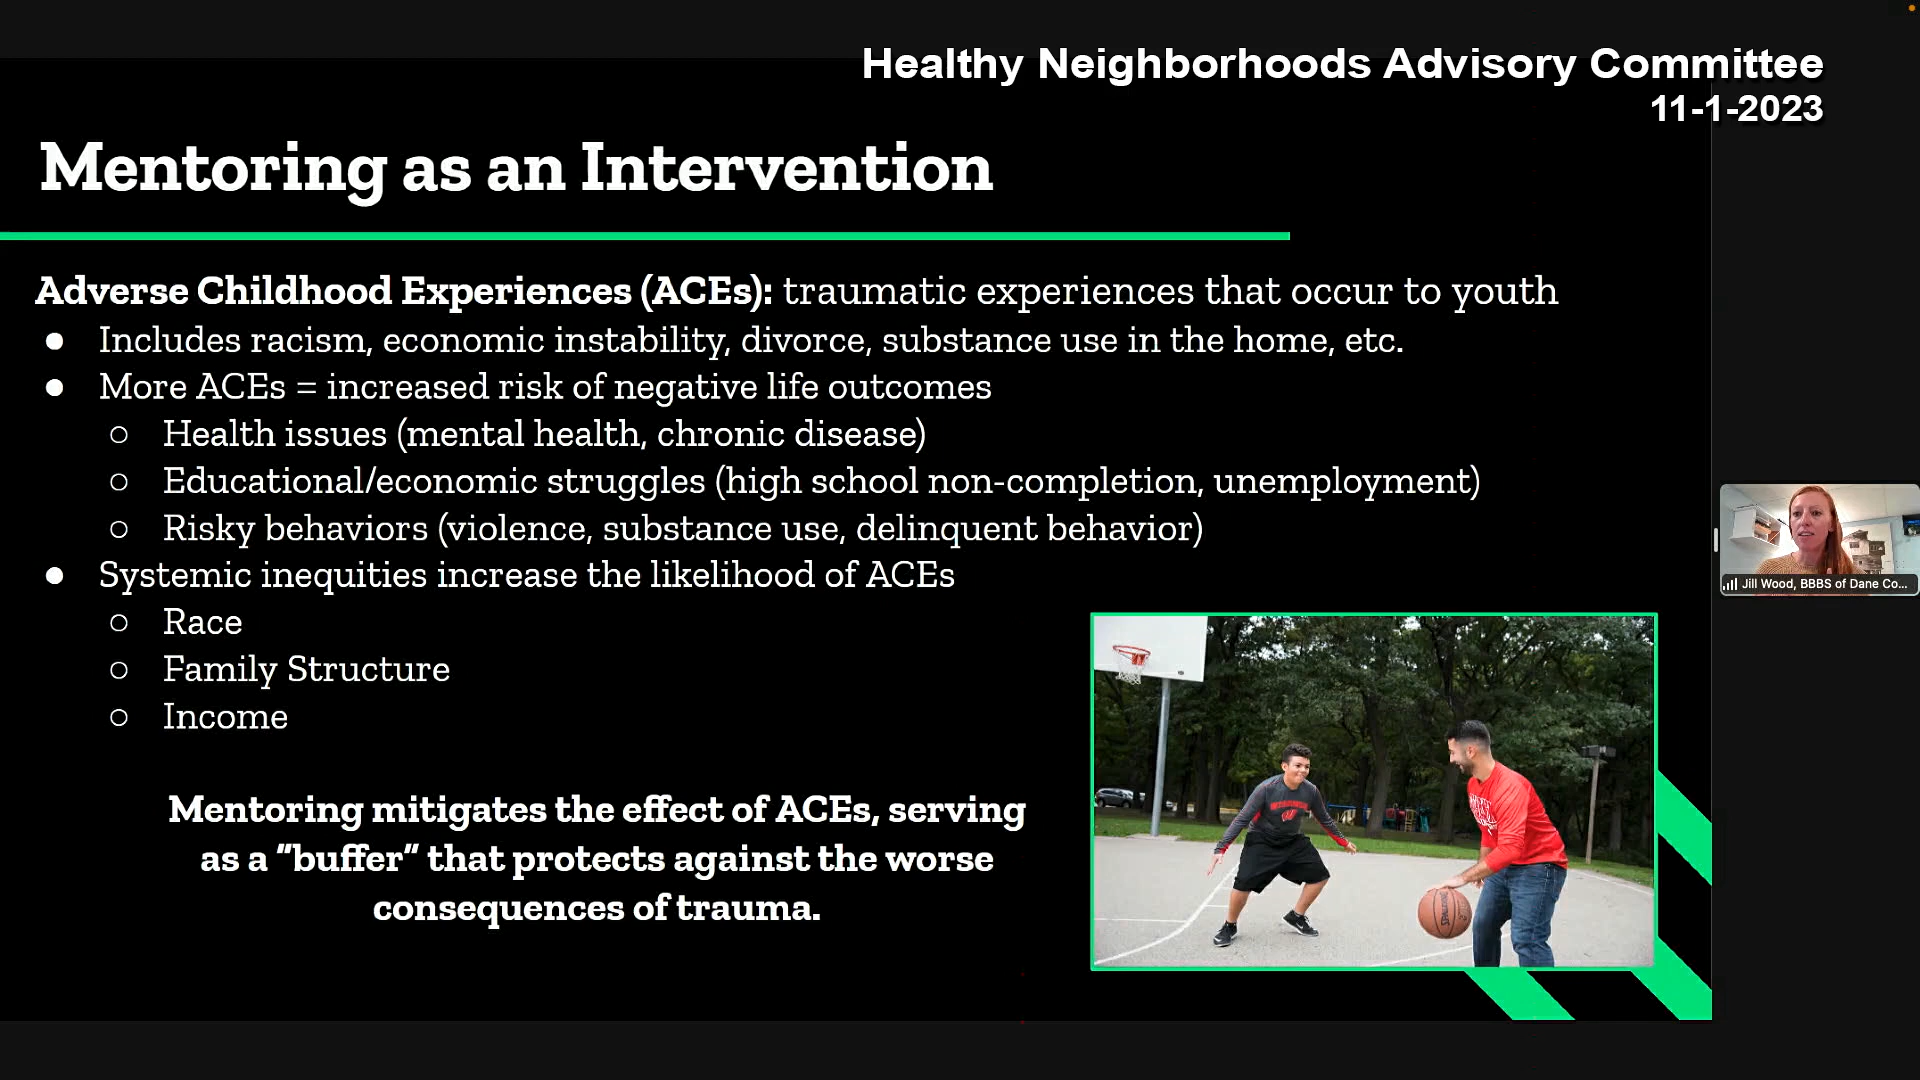 Healthy Neighborhoods Advisory Committee
11-1-2023
Mentoring as an Intervention
Adverse Childhood Experiences (ACEs): traumatic experiences that occur to youth
● Includes racism, economic instability, divorce, substance use in the home, etc.
● More ACEs = increased risk of negative life outcomes
○ Health issues (mental health, chronic disease)
○ Educational/economic struggles (high school non-completion, unemployment)
○ Risky behaviors (violence, substance use, delinquent behavior)
● Systemic inequities increase the likelihood of ACEs
○ Race
○ Family Structure
○ Income
Mentoring mitigates the effect of ACEs, serving
as a "buffer" that protects against the worse
consequences of trauma.
Jill Wood, BBBS of Dane Co...
SPALDING
W